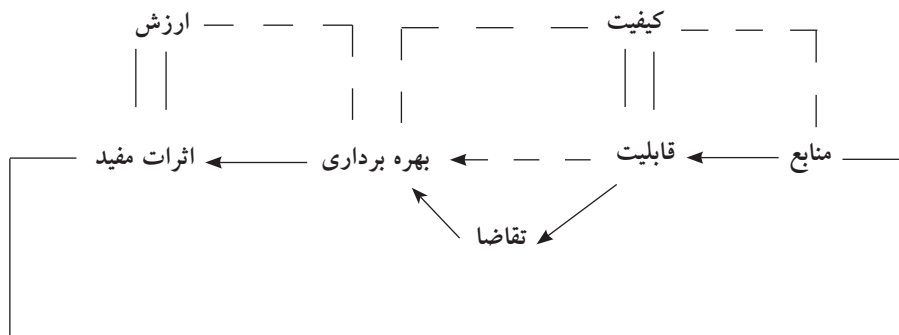 کیفیت
ارزش
منابع
قابلیت
بهره برداری
اثرات مفید
تقاضا